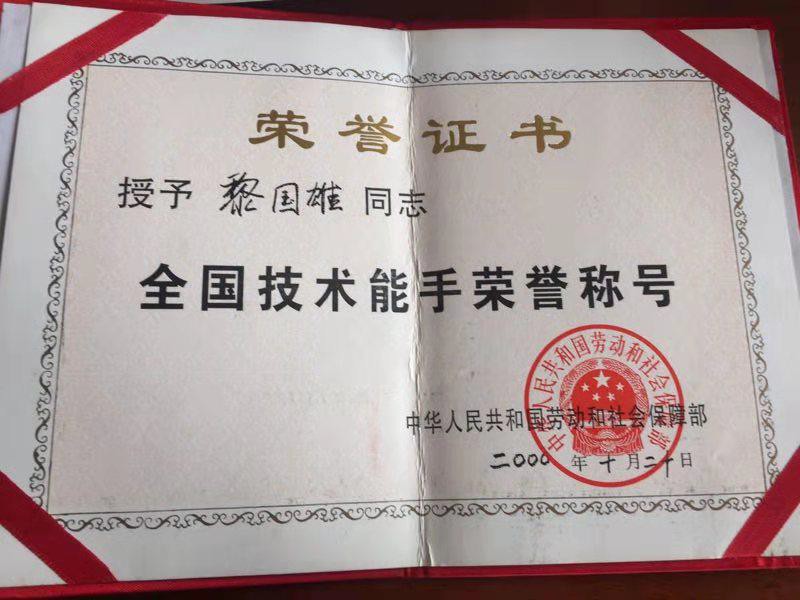 荣誉证书
授予 黎国雄 同志
全国技术能手荣誉称号
中华人民共和国劳动和社会保障部
中华人民共和国劳动和社会保障部
二000年十月二十日